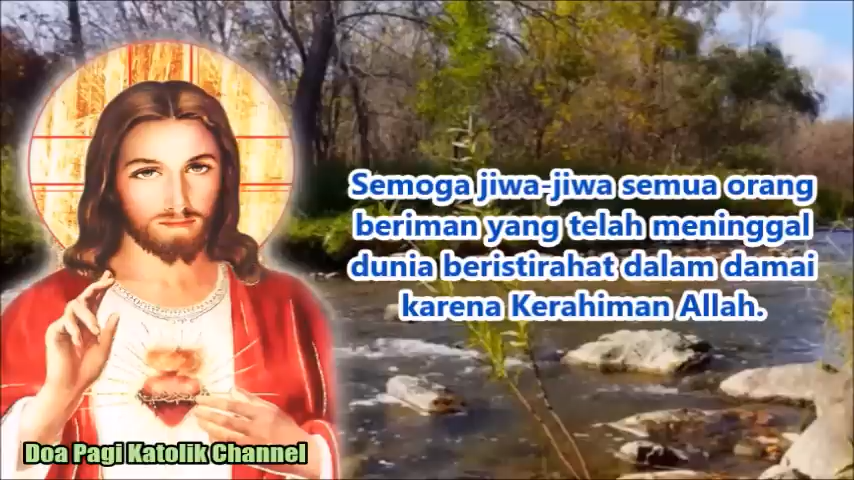 Semoga jiwa-jiwa semua orang
beriman yang telah meninggal
dunia beristirahat dalam damai
karena Kerahiman Allah.
Doa Pagi Katolik Channel